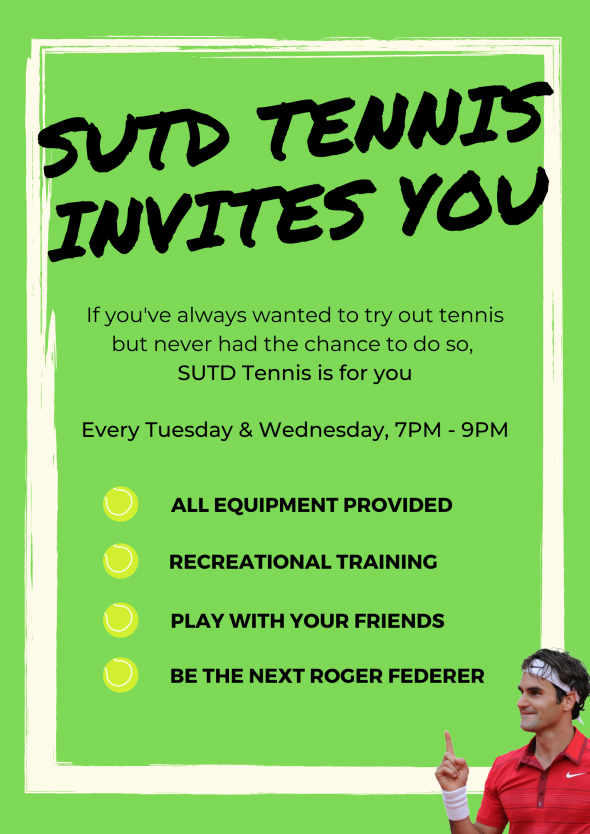 SUTD TENNIS
INVITES YOU
If you've always wanted to try out tennis
but never had the chance to do so,
SUTD Tennis is for you
Every Tuesday & Wednesday, 7PM - 9PM
ALL EQUIPMENT PROVIDED
RECREATIONAL TRAINING
PLAY WITH YOUR FRIENDS
BE THE NEXT ROGER FEDERER